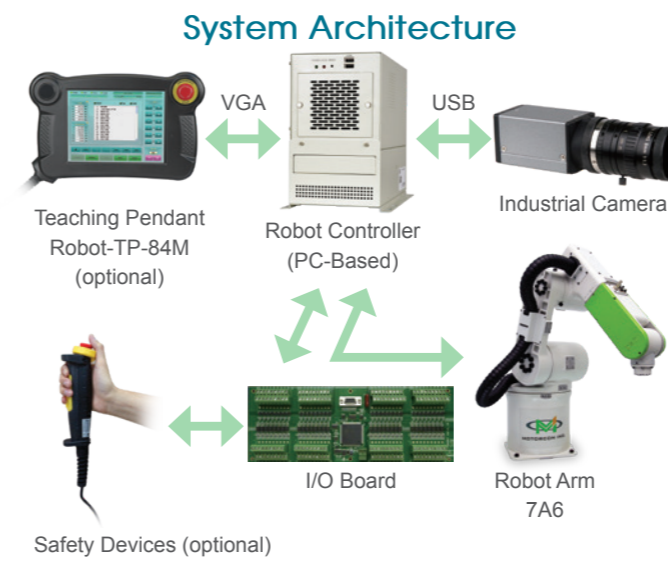 System Architecture
VGA
USB
Teaching Pendant
Robot-TP-84M
(optional)
Robot Controller
(PC-Based)
Industrial Camera
I/O Board
Robot Arm
7A6
Safety Devices (optional)